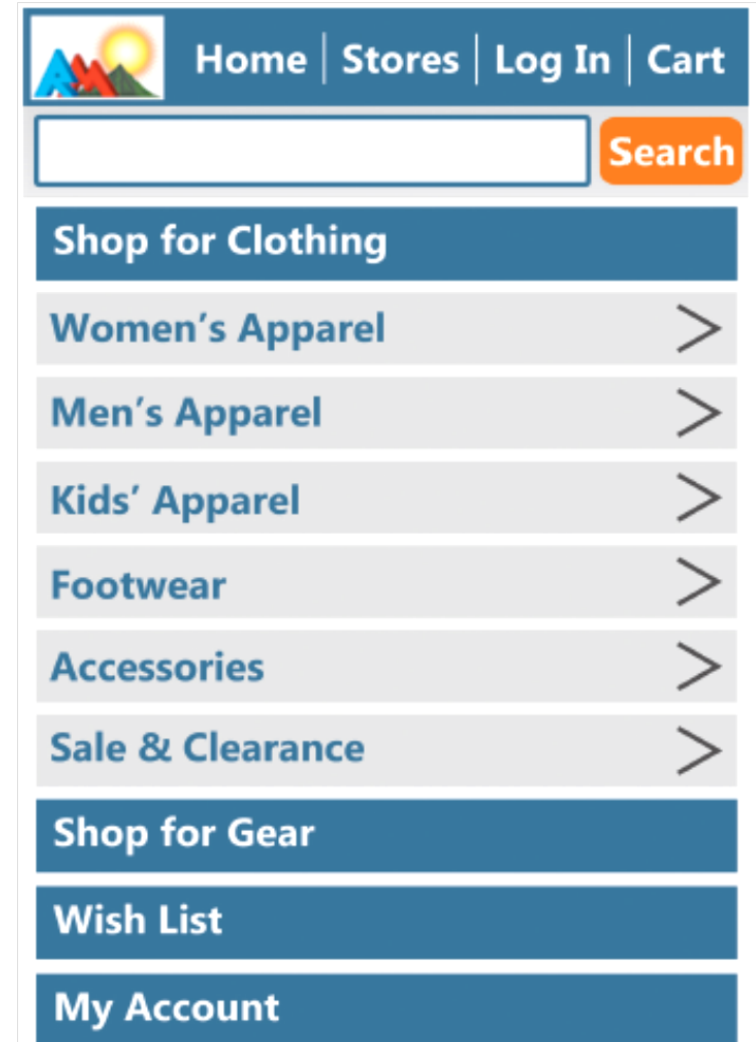 AM
Home | Stores | Log In | Cart
Search
Shop for Clothing
Women’s Apparel >
Men’s Apparel >
Kids’ Apparel >
Footwear >
Accessories >
Sale & Clearance >
Shop for Gear
Wish List
My Account